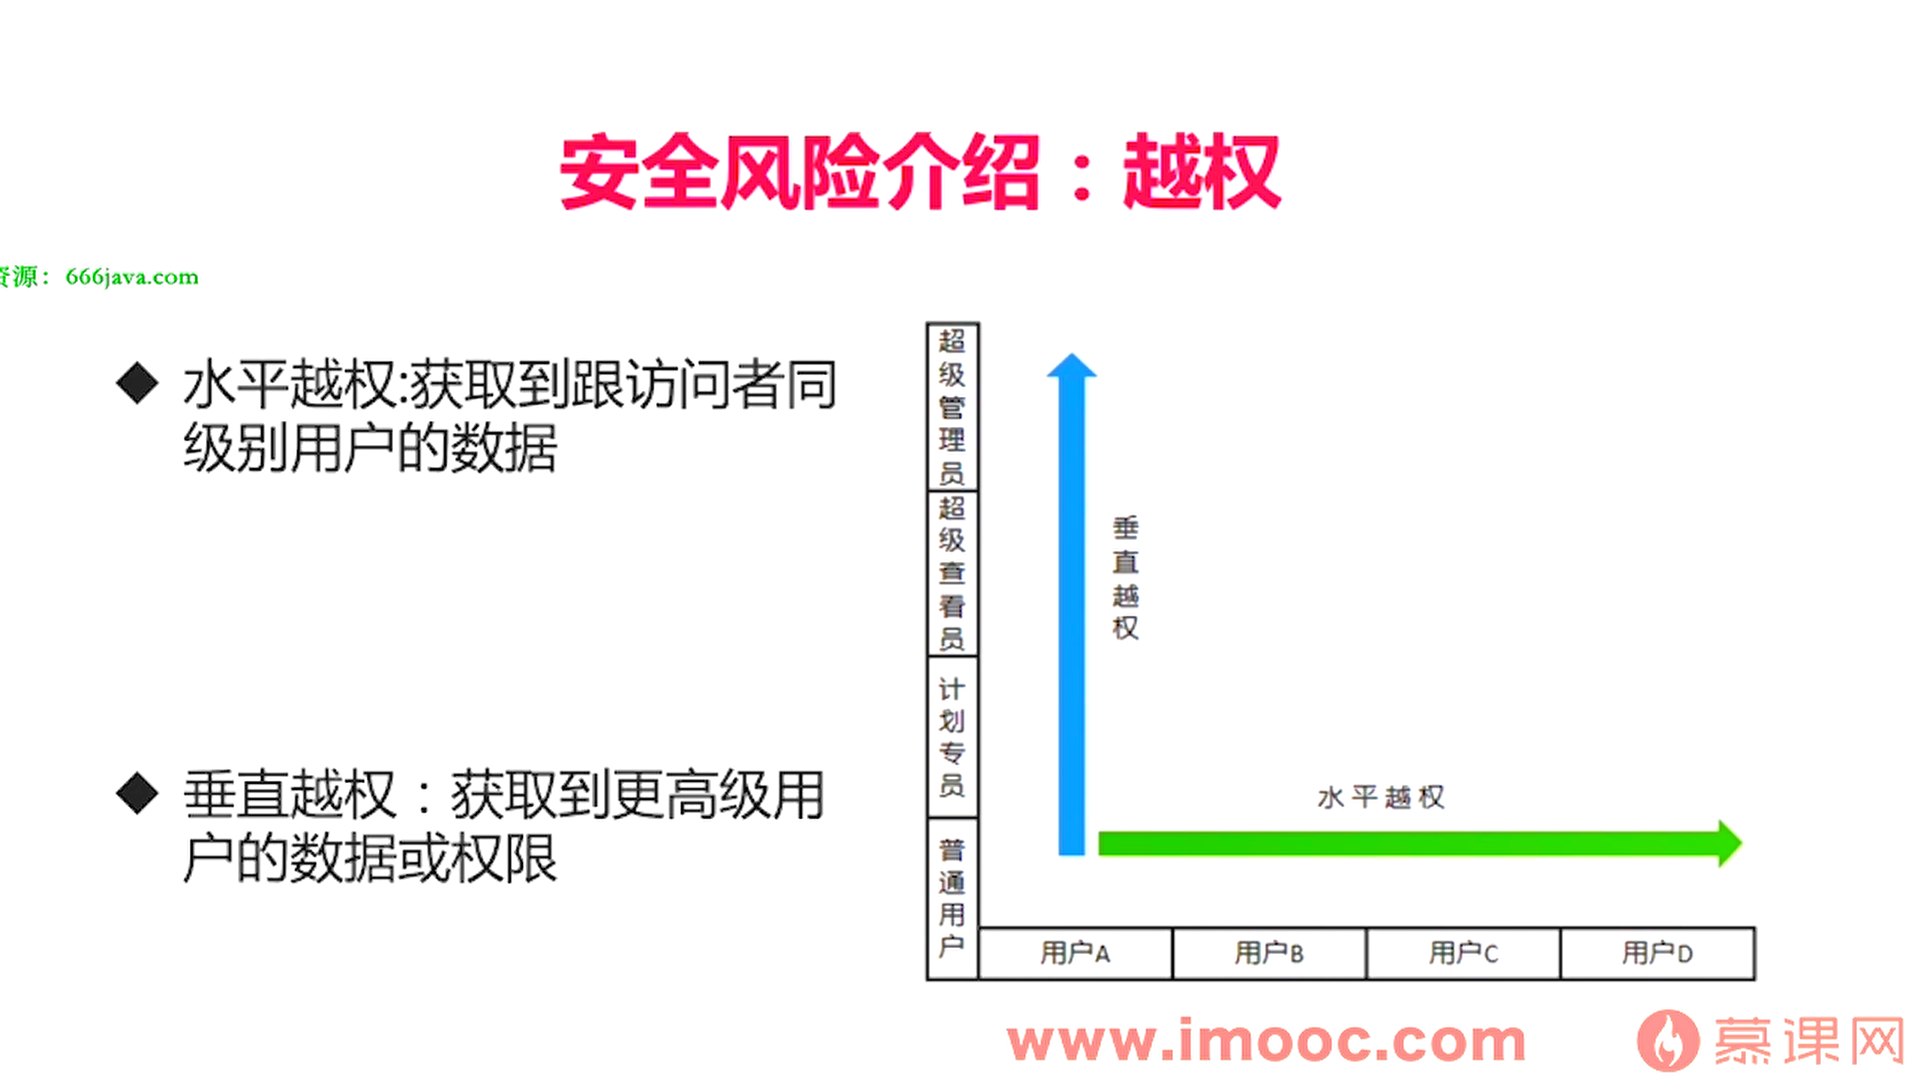 安全风险介绍：越权
资源：666java.com
水平越权:获取到跟访问者同
级别用户的数据
垂直越权：获取到更高级用
户的数据或权限
超级管理员
超级查看员
计划专员
普通用户
垂直越权
水平越权
用户A
用户B
用户C
用户D
www.imooc.com
慕课网